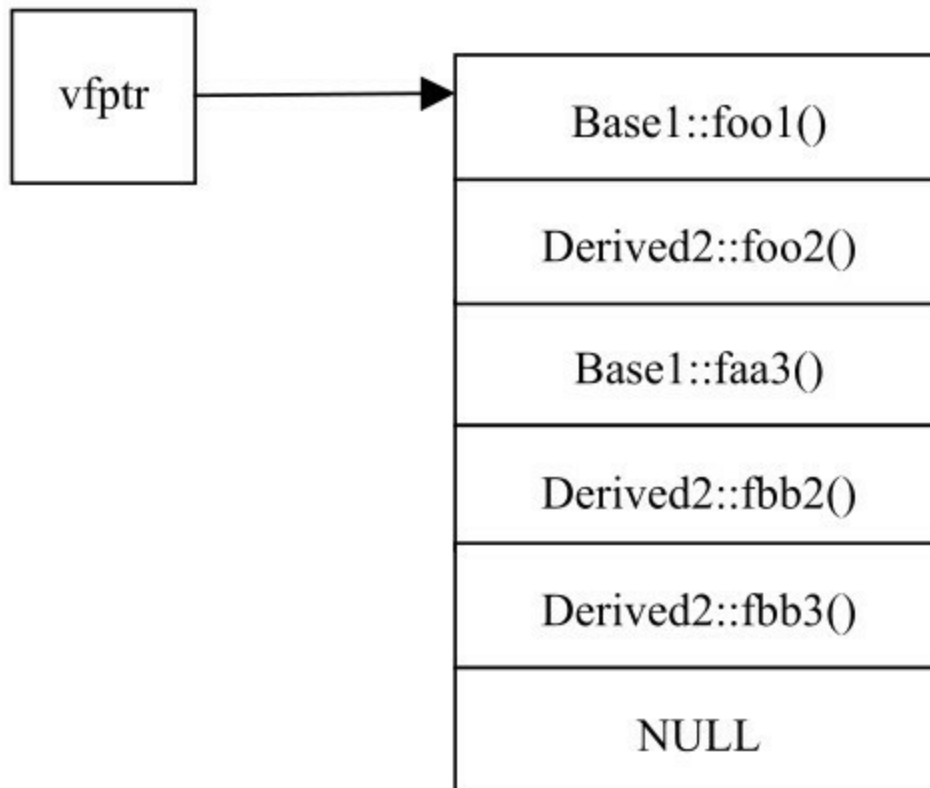 vfptr
Base1::foo1()
Derived2::foo2()
Base1::faa3()
Derived2::fbb2()
Derived2::fbb3()
NULL